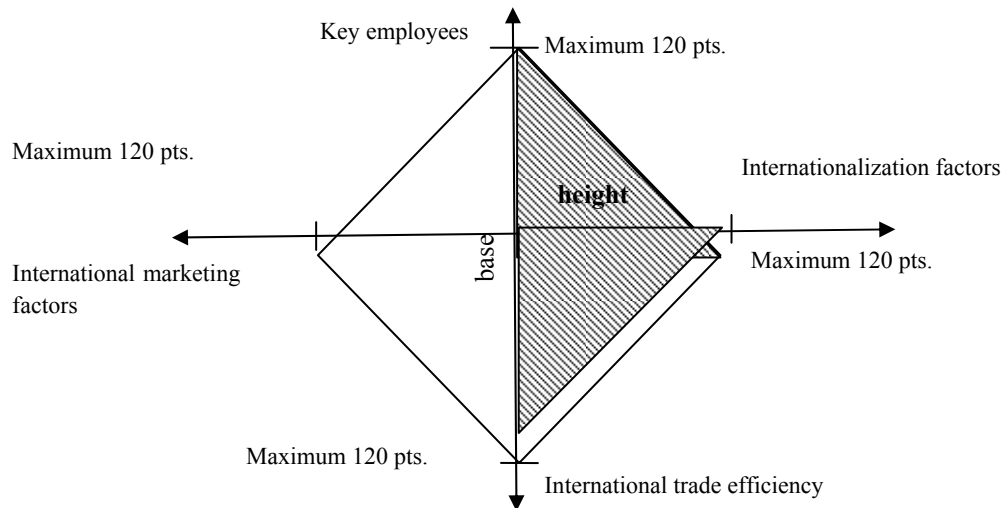 Key employees
Maximum 120 pts.
Maximum 120 pts.
Internationalization factors
height
base
International marketing
factors
Maximum 120 pts.
Maximum 120 pts.
International trade efficiency